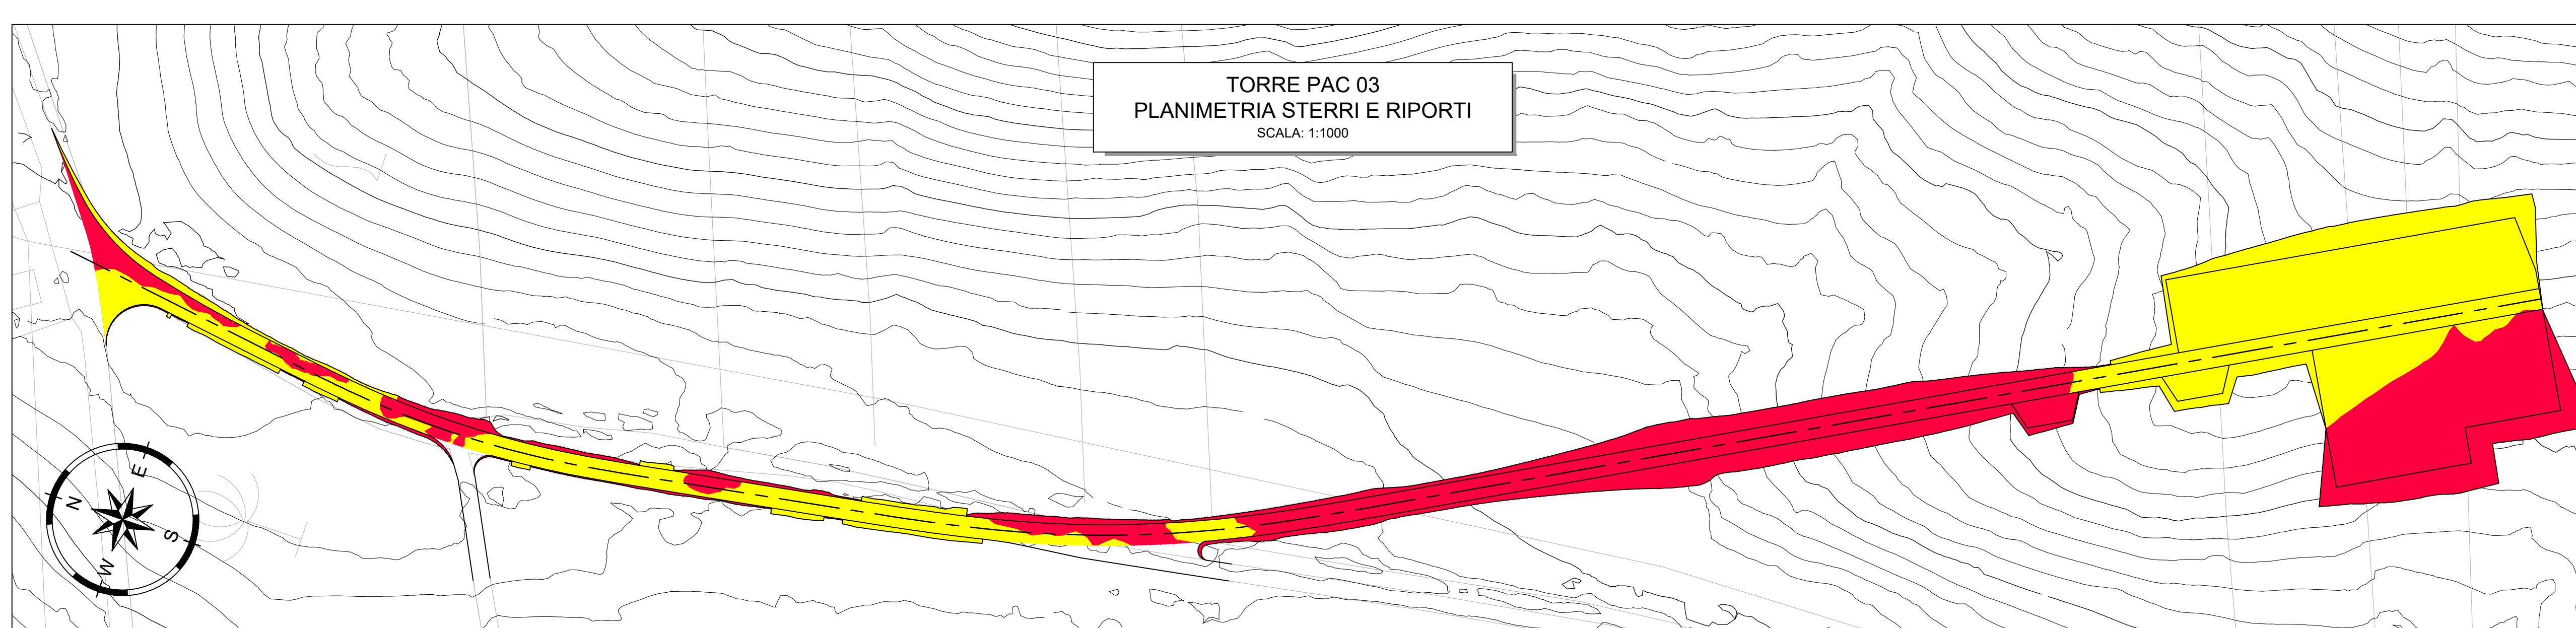 TORRE PAC 03
PLANIMETRIA STERRI E RIPORTI
SCALA: 1:1000
E
N
S
W